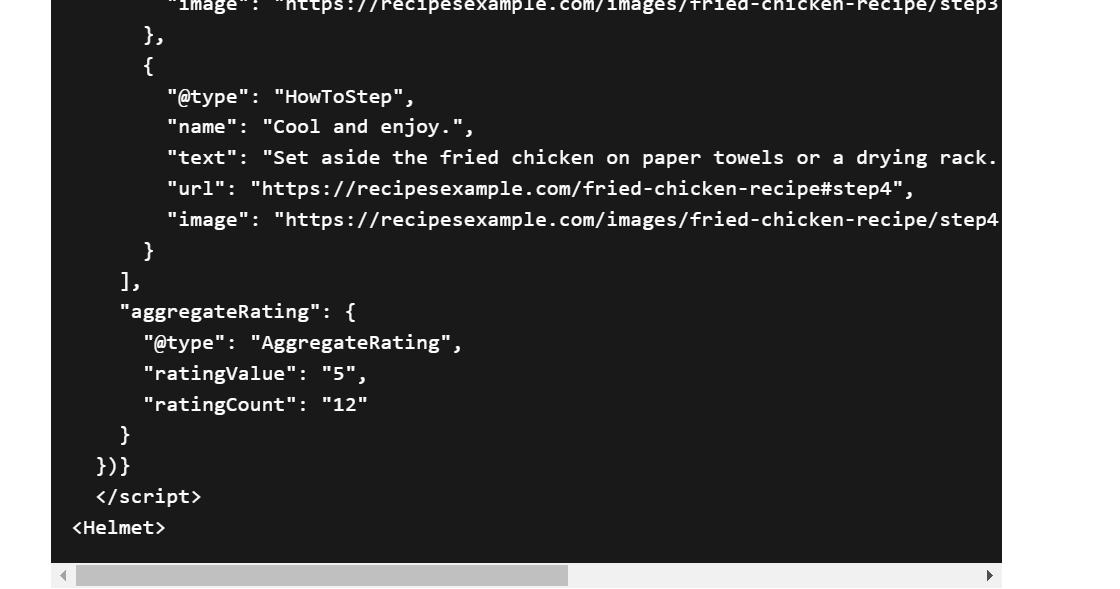 "image": "https://recipesexample.com/images/fried-chicken-recipe/step3
},
{
"@type": "HowToStep",
"name": "Cool and enjoy.",
"text": "Set aside the fried chicken on paper towels or a drying rack.
"url": "https://recipesexample.com/fried-chicken-recipe#step4",
"image": "https://recipesexample.com/images/fried-chicken-recipe/step4
}
],
"aggregateRating": {
"@type": "AggregateRating",
"ratingValue": "5",
"ratingCount": "12"
}
})}
</script>
<Helmet>